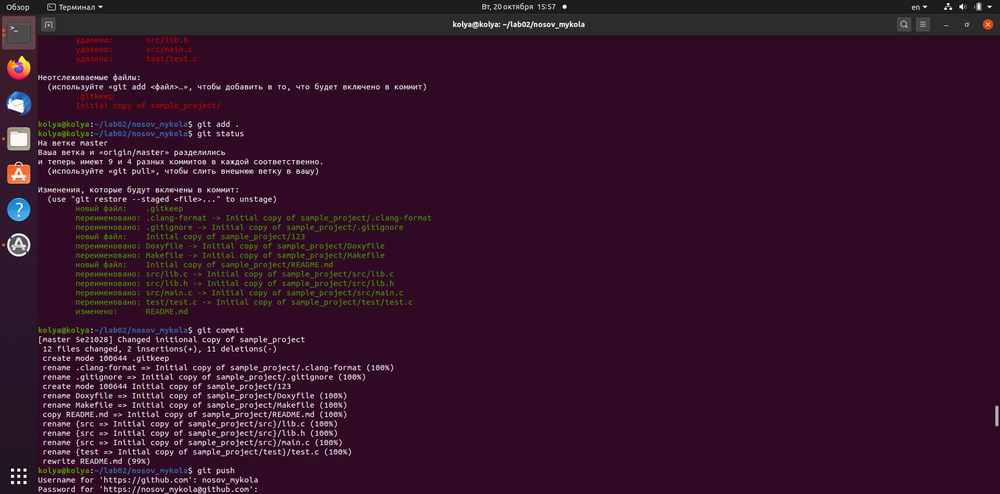 Обзор Терминал Вт, 20 октября 15:57 en
kolya@kolya: ~/lab02/nosov_mykola
удалено: src/lib.h
удалено: src/main.c
удалено: test/test.c
Неотслеживаемые файлы:
(используйте «git add <файл>…», чтобы добавить в то, что будет включено в коммит)
.gitkeep
Initial copy of sample_project/
kolya@kolya:~/lab02/nosov_mykola$ git add .
kolya@kolya:~/lab02/nosov_mykola$ git status
На ветке master
Ваша ветка и «origin/master» разделились
и теперь имеют 9 и 4 разных коммитов в каждой соответственно.
(используйте «git pull», чтобы слить внешнюю ветку в вашу)
Изменения, которые будут включены в коммит:
(use "git restore --staged <file>..." to unstage)
новый файл: .gitkeep
переименовано: .clang-format -> Initial copy of sample_project/.clang-format
переименовано: .gitignore -> Initial copy of sample_project/.gitignore
новый файл: Initial copy of sample_project/123
переименовано: Doxyfile -> Initial copy of sample_project/Doxyfile
переименовано: Makefile -> Initial copy of sample_project/Makefile
новый файл: Initial copy of sample_project/README.md
переименовано: src/lib.c -> Initial copy of sample_project/src/lib.c
переименовано: src/lib.h -> Initial copy of sample_project/src/lib.h
переименовано: src/main.c -> Initial copy of sample_project/src/main.c
переименовано: test/test.c -> Initial copy of sample_project/test/test.c
изменено: README.md
kolya@kolya:~/lab02/nosov_mykola$ git commit
[master 5e21028] Changed initional copy of sample_project
12 files changed, 2 insertions(+), 11 deletions(-)
create mode 100644 .gitkeep
rename .clang-format => Initial copy of sample_project/.clang-format (100%)
rename .gitignore => Initial copy of sample_project/.gitignore (100%)
create mode 100644 Initial copy of sample_project/123
rename Doxyfile => Initial copy of sample_project/Doxyfile (100%)
rename Makefile => Initial copy of sample_project/Makefile (100%)
copy README.md => Initial copy of sample_project/README.md (100%)
rename {src => Initial copy of sample_project/src}/lib.c (100%)
rename {src => Initial copy of sample_project/src}/lib.h (100%)
rename {src => Initial copy of sample_project/src}/main.c (100%)
rename {test => Initial copy of sample_project/test}/test.c (100%)
rewrite README.md (99%)
kolya@kolya:~/lab02/nosov_mykola$ git push
Username for 'https://github.com': nosov_mykola
Password for 'https://nosov_mykola@github.com':